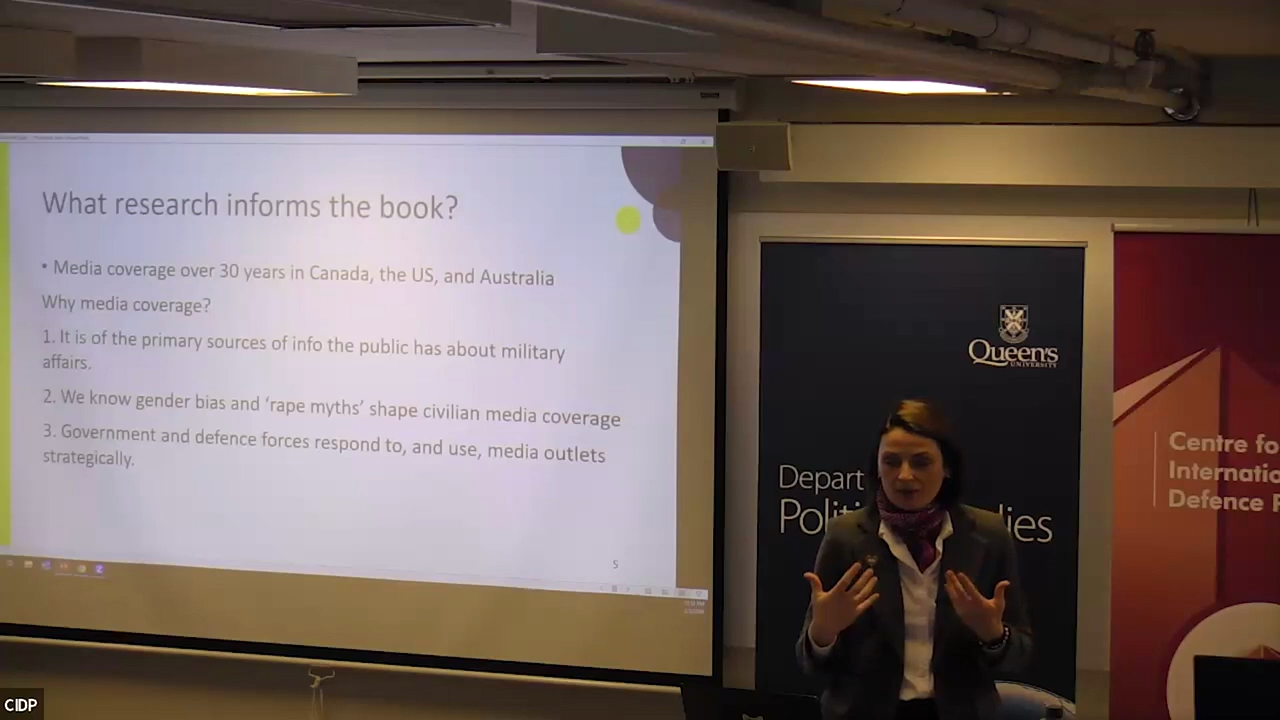 What research informs the book?
• Media coverage over 30 years in Canada, the US, and Australia
Why media coverage?
1. It is of the primary sources of info the public has about military
affairs.
2. We know gender bias and ‘rape myths’ shape civilian media coverage
3. Government and defence forces respond to, and use, media outlets
strategically.
5
Queen's
UNIVERSITY
Depart
Politi dies
Centre fo
Internatio
Defence P
CIDP